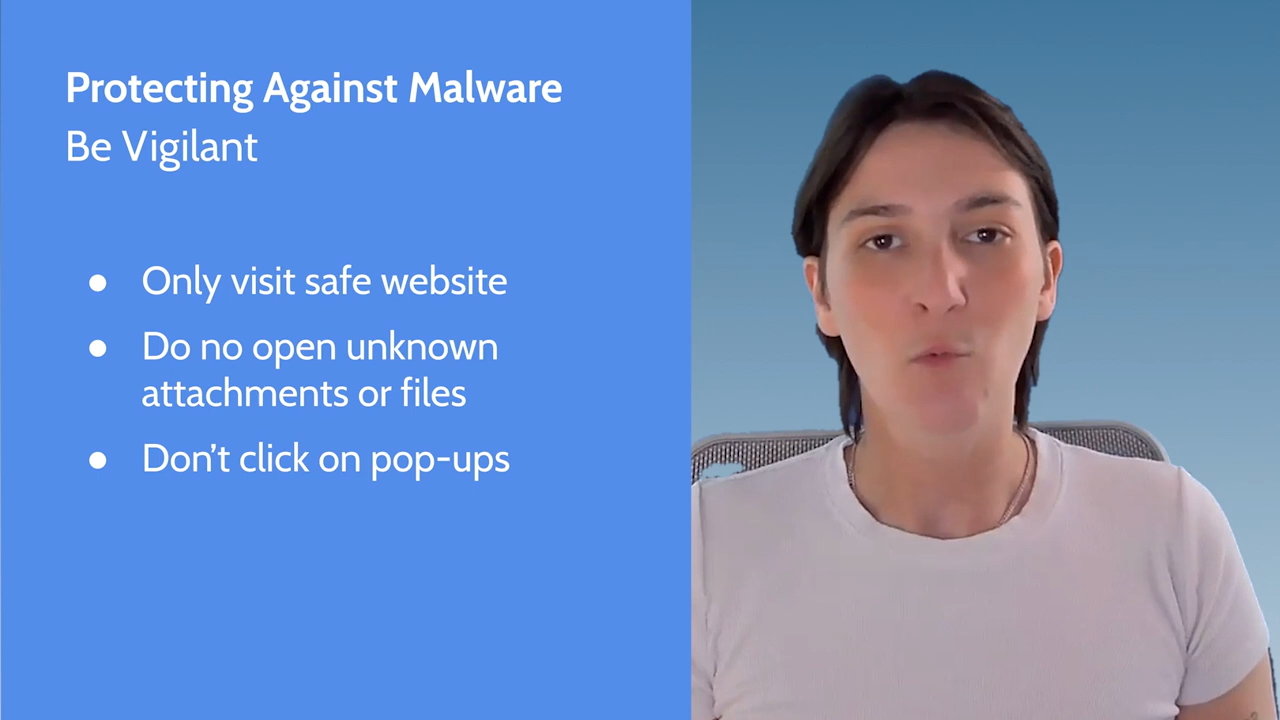 Protecting Against Malware
Be Vigilant
● Only visit safe website
● Do no open unknown
attachments or files
● Don’t click on pop-ups